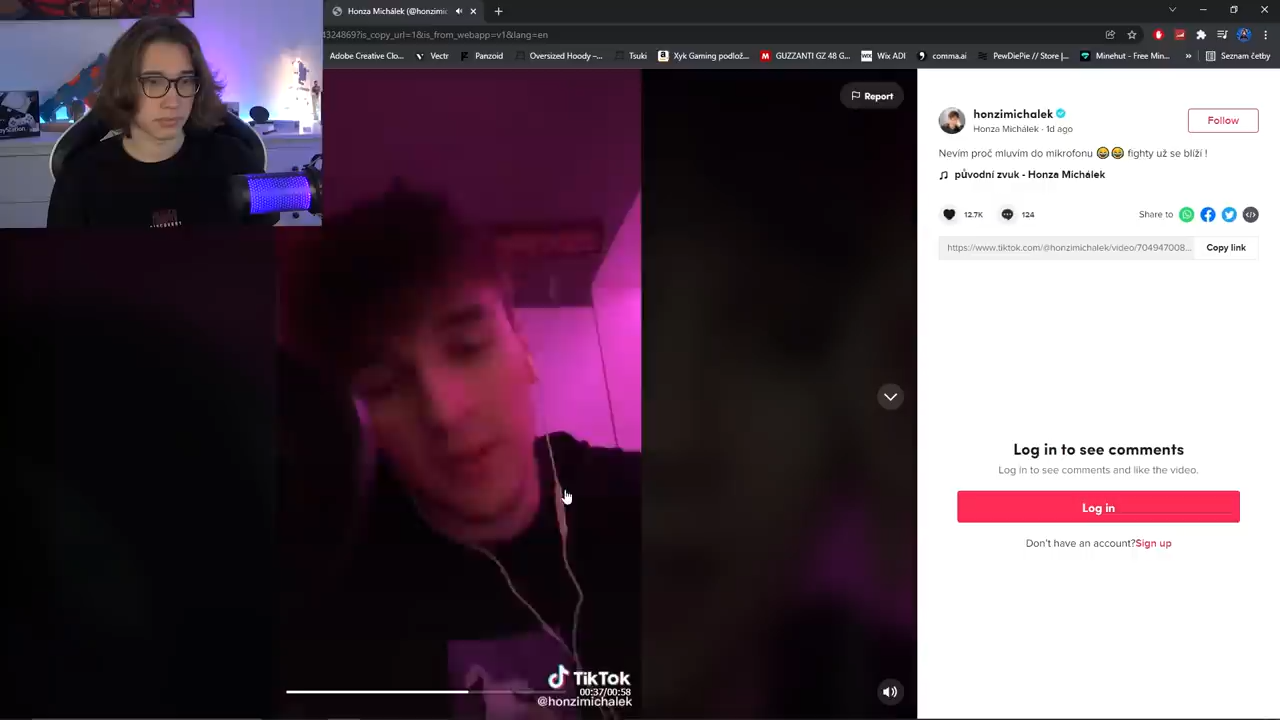 Honza Michálek (@honzimic
4324869?is_copy_url=1&is_from_webapp=v1&lang=en
Adobe Creative Clo...
Vectr
Panzoid
Oversized Hoody –...
Tsuki
Xyk Gaming podlož...
GUZZANTI GZ 48 G...
Wix ADI
comma.ai
PewDiePie // Store |...
Minehut - Free Min...
»
Seznam četby
Report
honzimichalek
Honza Michálek · 1d ago
Follow
Nevím proč mluvím do mikrofonu 😂😂 fighty už se blíží !
původní zvuk - Honza Michálek
12.7K
124
Share to
https://www.tiktok.com/@honzimichalek/video/704947008...
Copy link
Log in to see comments
Log in to see comments and like the video.
Log in
Don't have an account?Sign up
TikTok
00:37/00:58
@honzimichalek